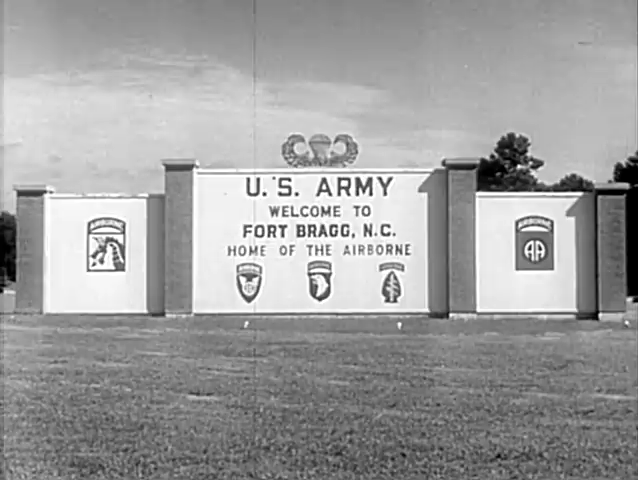 U.S. ARMY
WELCOME TO
FORT BRAGG, N.C.
HOME OF THE AIRBORNE
AIRBORNE
AIRBORNE
AA